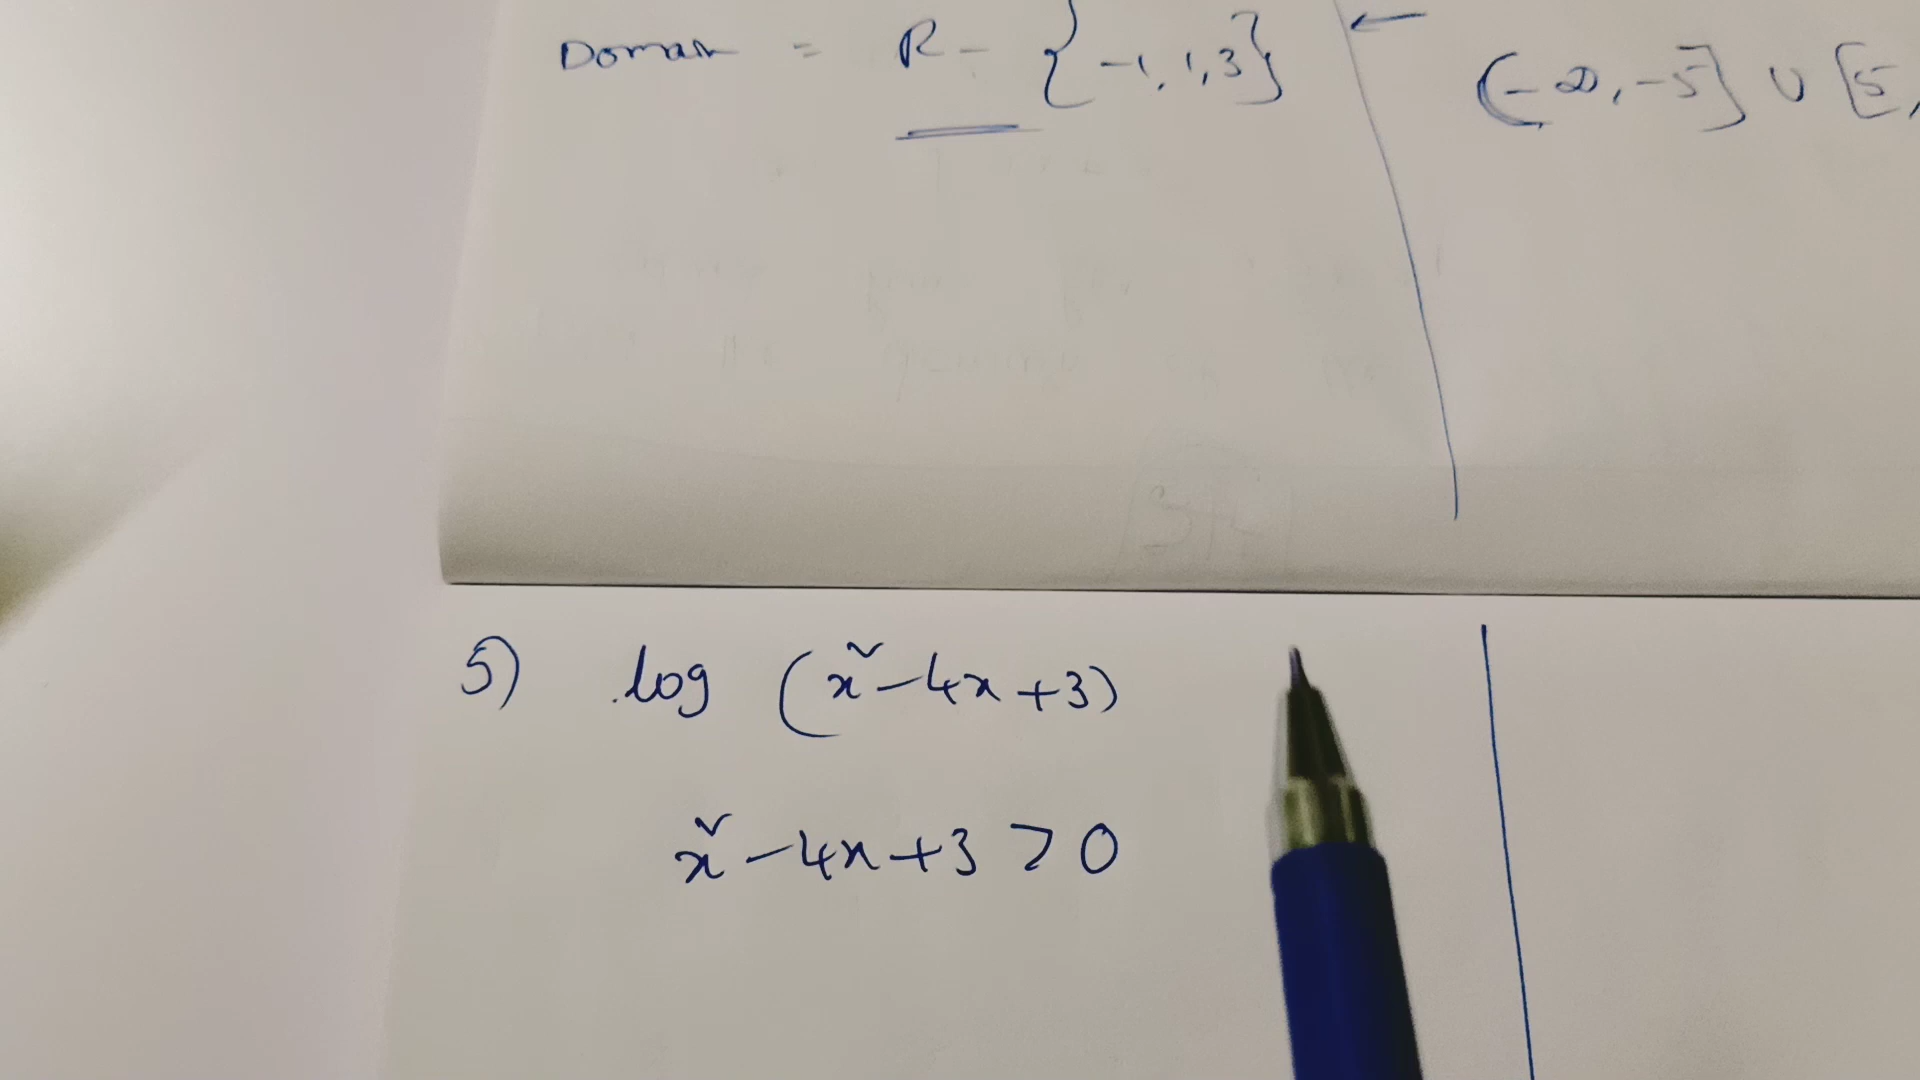 Domain = R - {-1, 1, 3}
(-∞, -5] ∪ [5,
5) log (x²-4x+3)
x²-4x+3 > 0